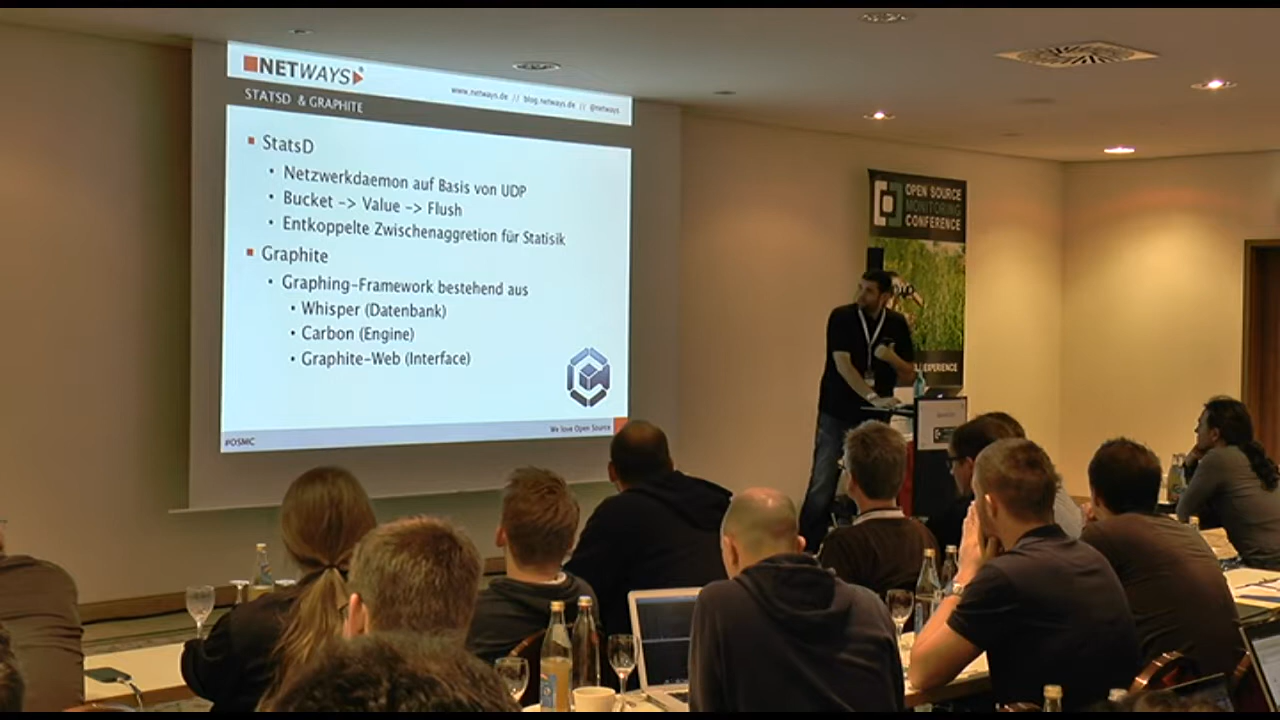 NETWAYS®
www.netways.de // blog.netways.de // @netways
STATSD & GRAPHITE
StatsD
Netzwerkdaemon auf Basis von UDP
Bucket -> Value -> Flush
Entkoppelte Zwischenaggretion für Statisik
Graphite
Graphing-Framework bestehend aus
Whisper (Datenbank)
Carbon (Engine)
Graphite-Web (Interface)
#OSMC
We love Open Source
OPEN SOURCE
MONITORING
CONFERENCE
EXPERIENCE